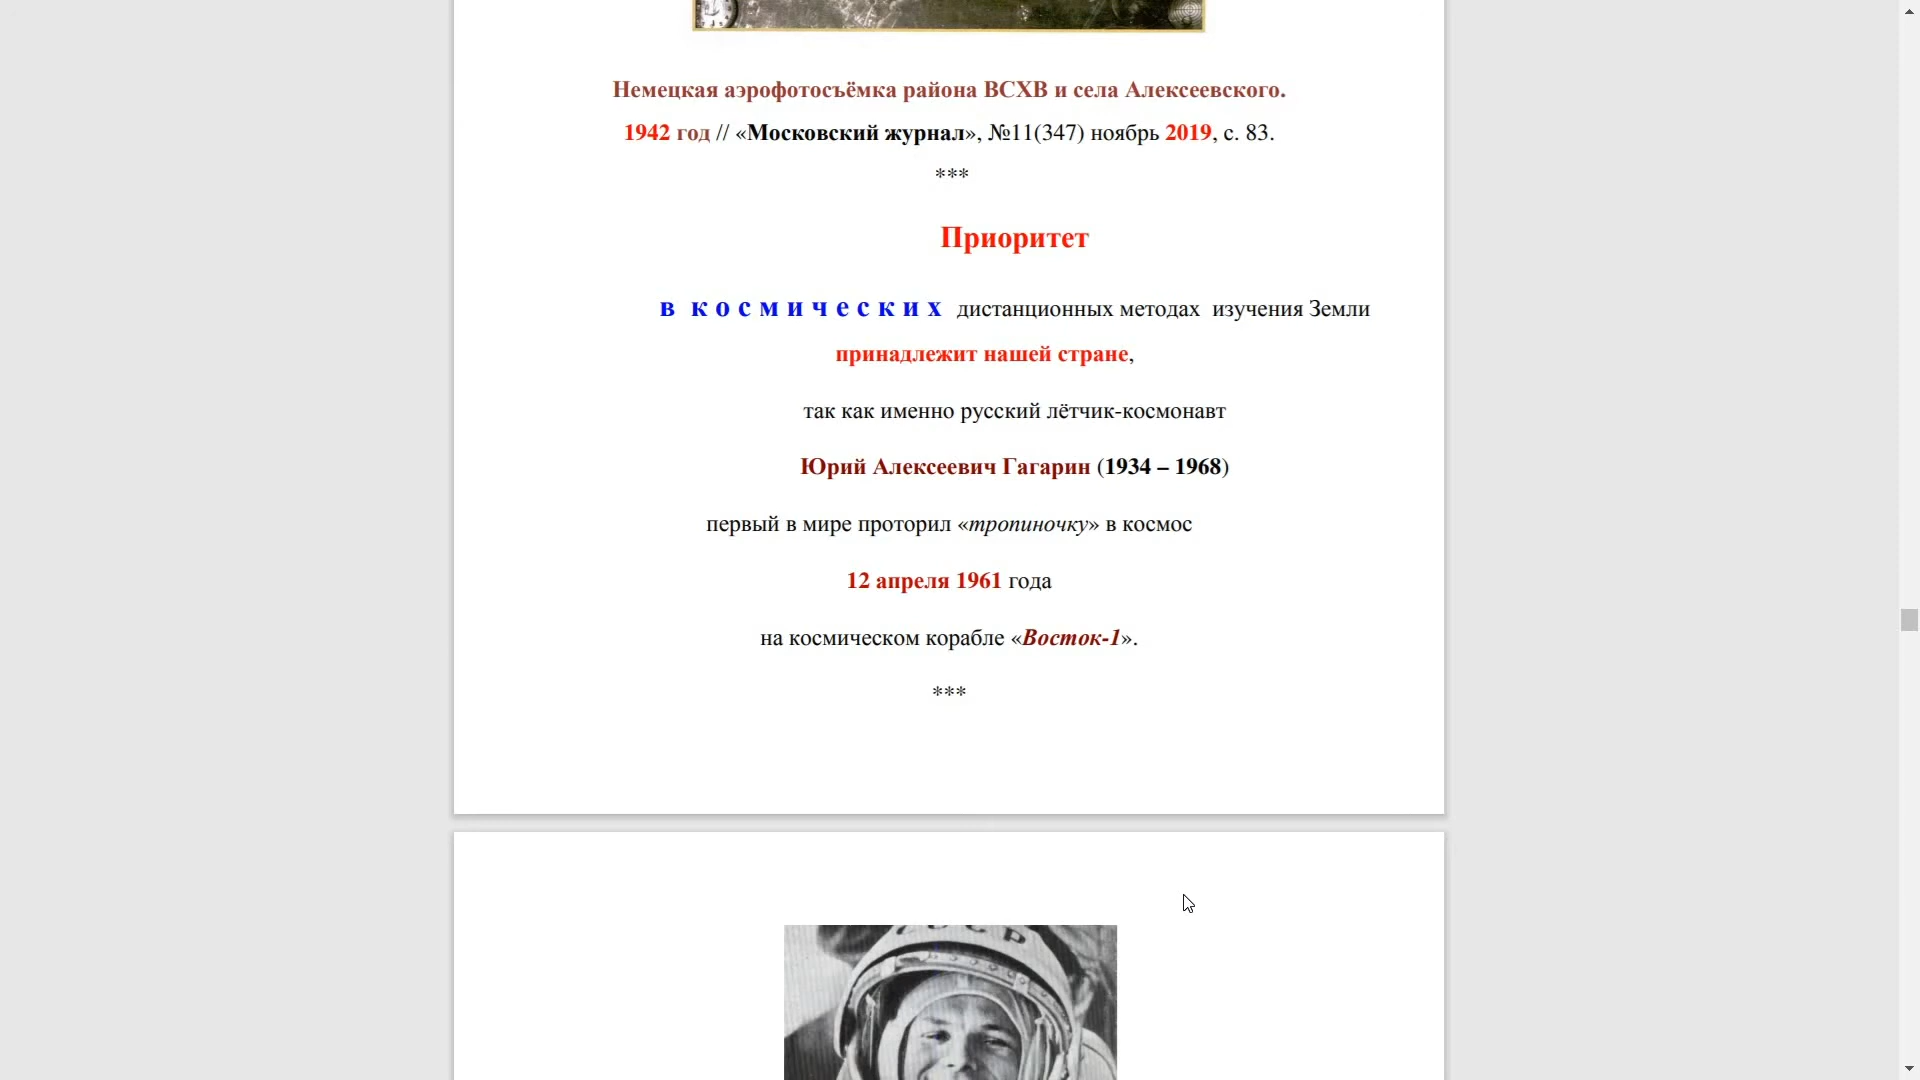 Немецкая аэрофотосъёмка района ВСХВ и села Алексеевского.
1942 год // «Московский журнал», №11(347) ноябрь 2019, с. 83.
***
Приоритет
в к о с м и ч е с к и х дистанционных методах изучения Земли
принадлежит нашей стране,
так как именно русский лётчик-космонавт
Юрий Алексеевич Гагарин (1934 – 1968)
первый в мире проторил «тропиночку» в космос
12 апреля 1961 года
на космическом корабле «Восток-1».
***
СССР